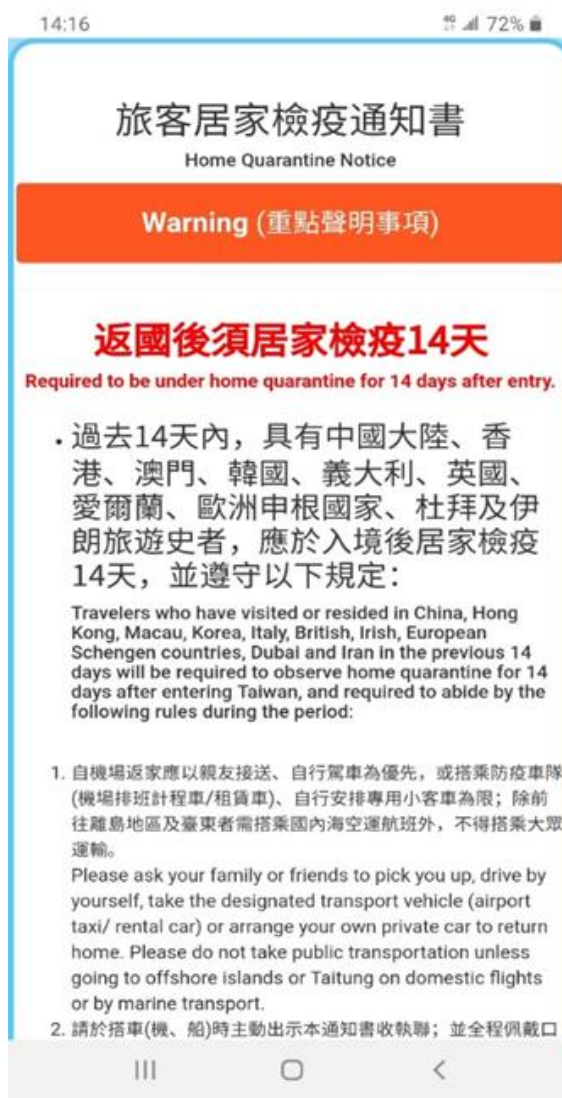 14:16
4G 72%
旅客居家檢疫通知書
Home Quarantine Notice
Warning (重點聲明事項)
返國後須居家檢疫14天
Required to be under home quarantine for 14 days after entry.
• 過去14天內，具有中國大陸、香
港、澳門、韓國、義大利、英國、
愛爾蘭、歐洲申根國家、杜拜及伊
朗旅遊史者，應於入境後居家檢疫
14天，並遵守以下規定：
Travelers who have visited or resided in China, Hong
Kong, Macau, Korea, Italy, British, Irish, European
Schengen countries, Dubai and Iran in the previous 14
days will be required to observe home quarantine for 14
days after entering Taiwan, and required to abide by the
following rules during the period:
1. 自機場返家應以親友接送、自行駕車為優先，或搭乘防疫車隊
(機場排班計程車/租賃車)、自行安排專用小客車為限；除前
往離島地區及臺東者需搭乘國內海空運航班外，不得搭乘大眾
運輸。
Please ask your family or friends to pick you up, drive by
yourself, take the designated transport vehicle (airport
taxi/ rental car) or arrange your own private car to return
home. Please do not take public transportation unless
going to offshore islands or Taitung on domestic flights
or by marine transport.
2. 請於搭車(機、船)時主動出示本通知書收執聯；並全程佩戴口